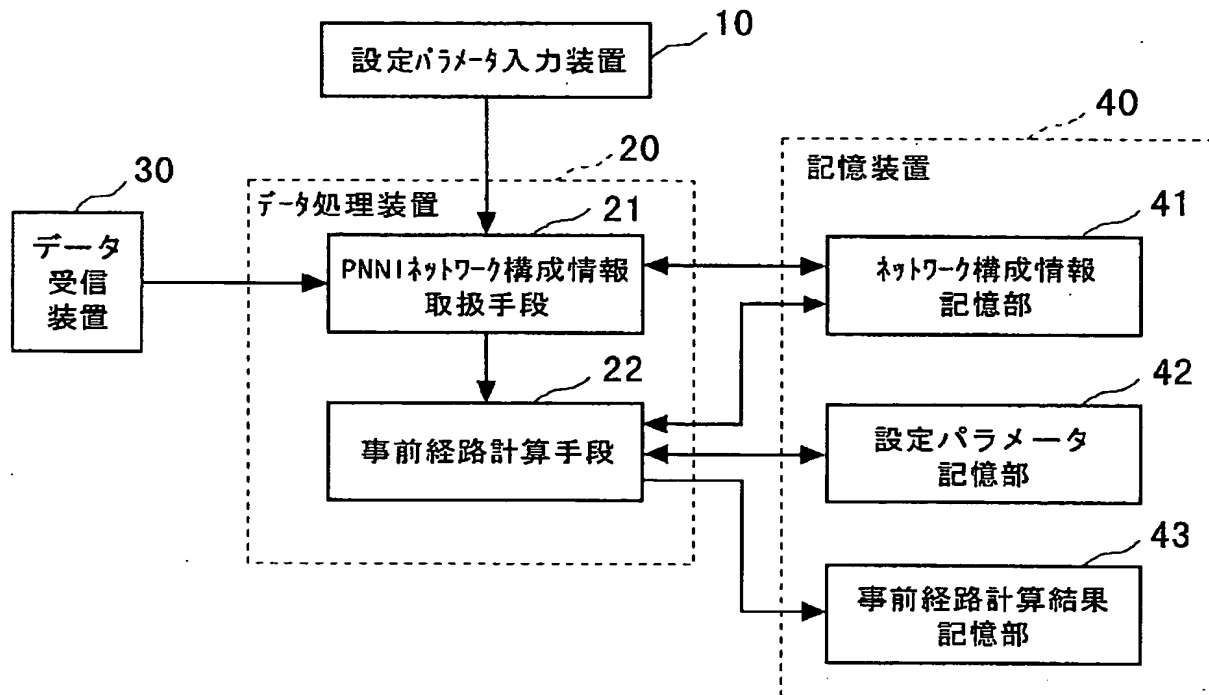 10
設定パラメータ入力装置
40
20
記憶装置
30
データ処理装置
21
41
データ
受信
装置
PNNIネットワーク構成情報
取扱手段
ネットワーク構成情報
記憶部
22
42
事前経路計算手段
設定パラメータ
記憶部
43
事前経路計算結果
記憶部